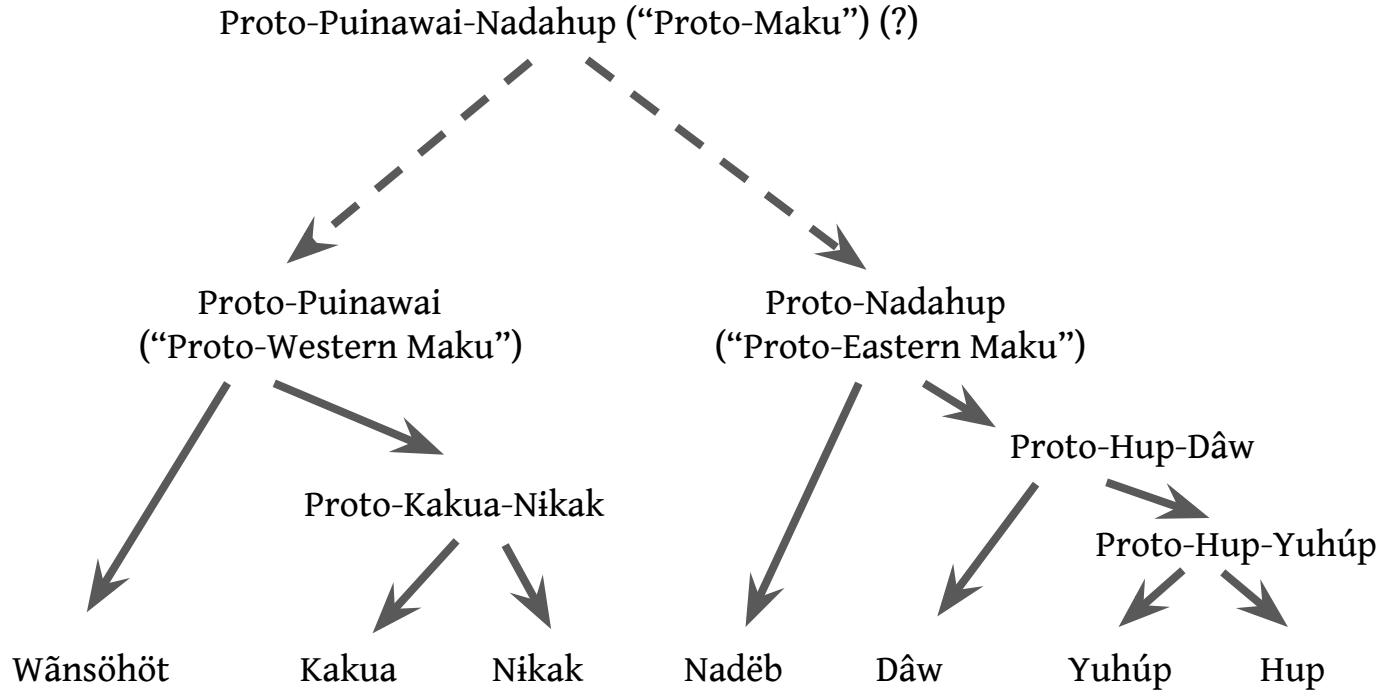 Proto-Puinawai-Nadahup (“Proto-Maku”) (?)
Proto-Puinawai
(“Proto-Western Maku”)
Proto-Nadahup
(“Proto-Eastern Maku”)
Proto-Hup-Dâw
Proto-Kakua-Nɨkak
Proto-Hup-Yuhúp
Wãnsöhöt
Kakua
Nɨkak
Nadëb
Dâw
Yuhúp
Hup